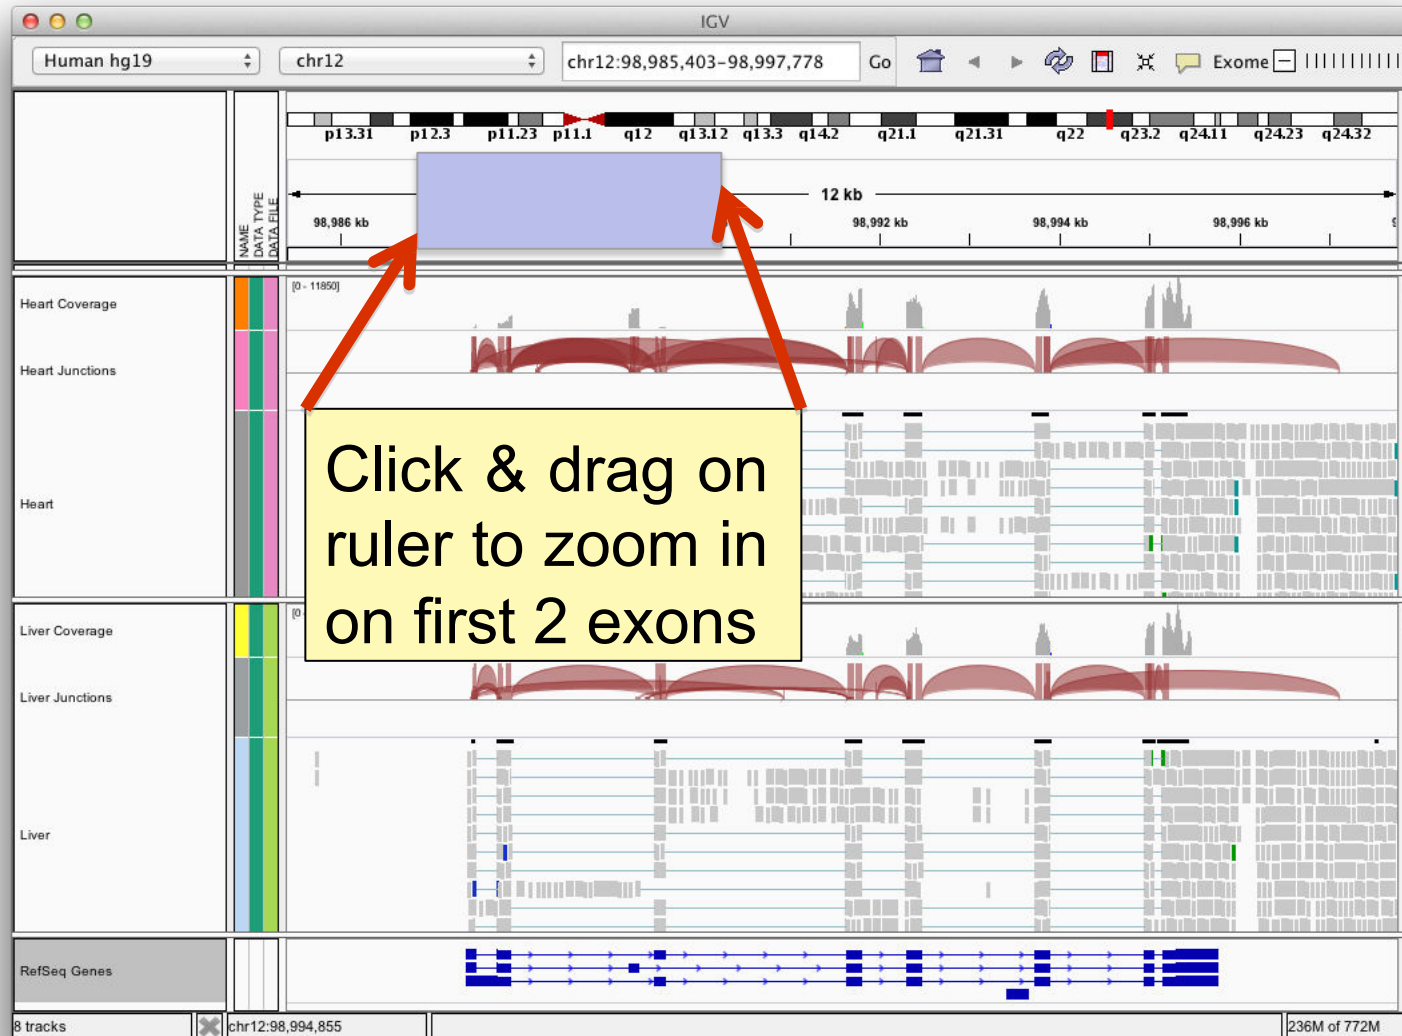 IGV
Human hg19
chr12
chr12:98,985,403-98,997,778
Go
Exome
p13.31 p12.3 p11.23 p11.1 q12 q13.12 q13.3 q14.2 q21.1 q21.31 q22 q23.2 q24.11 q24.23 q24.32
NAME
DATA TYPE
DATA FILE
12 kb
98,986 kb 98,992 kb 98,994 kb 98,996 kb
Heart Coverage
[0 - 11850]
Heart Junctions
Heart
Click & drag on
ruler to zoom in
on first 2 exons
Liver Coverage
[0
Liver Junctions
Liver
RefSeq Genes
8 tracks
chr12:98,994,855
236M of 772M